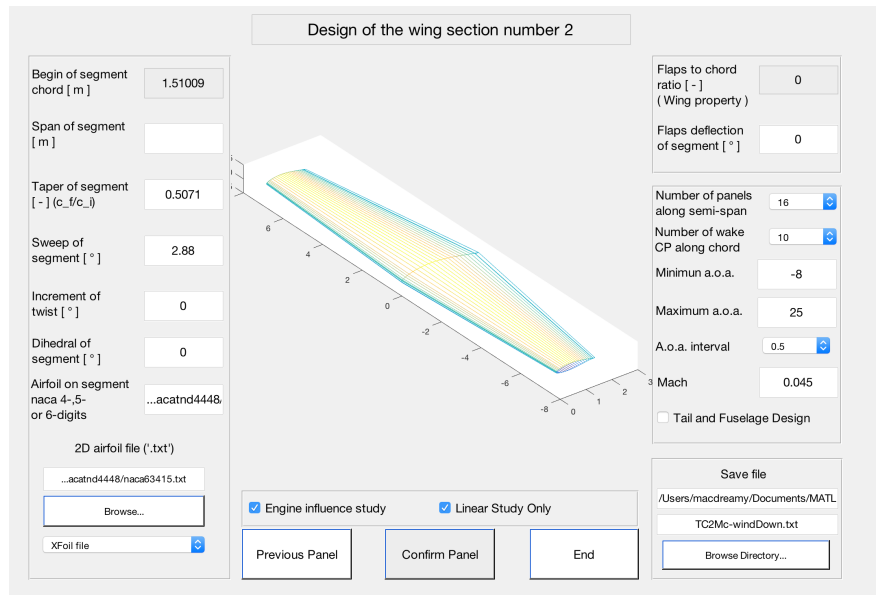 Design of the wing section number 2
Begin of segment
chord [ m ]
1.51009
Span of segment
[ m ]
Taper of segment
[ - ] (c_f/c_i)
0.5071
Sweep of
segment [ ° ]
2.88
Increment of
twist [ ° ]
0
Dihedral of
segment [ ° ]
0
Airfoil on segment
naca 4-,5-
or 6-digits
...acatnd4448/
2D airfoil file ('.txt')
...acatnd4448/naca63415.txt
Browse...
XFoil file
6
4
2
0
-2
-4
-6
-8
0
1
2
3
Engine influence study
Linear Study Only
Previous Panel
Confirm Panel
End
Flaps to chord
ratio [ - ]
( Wing property )
0
Flaps deflection
of segment [ ° ]
0
Number of panels
along semi-span
16
Number of wake
CP along chord
10
Minimun a.o.a.
-8
Maximum a.o.a.
25
A.o.a. interval
0.5
Mach
0.045
Tail and Fuselage Design
Save file
/Users/macdreamy/Documents/MATL
TC2Mc-windDown.txt
Browse Directory...